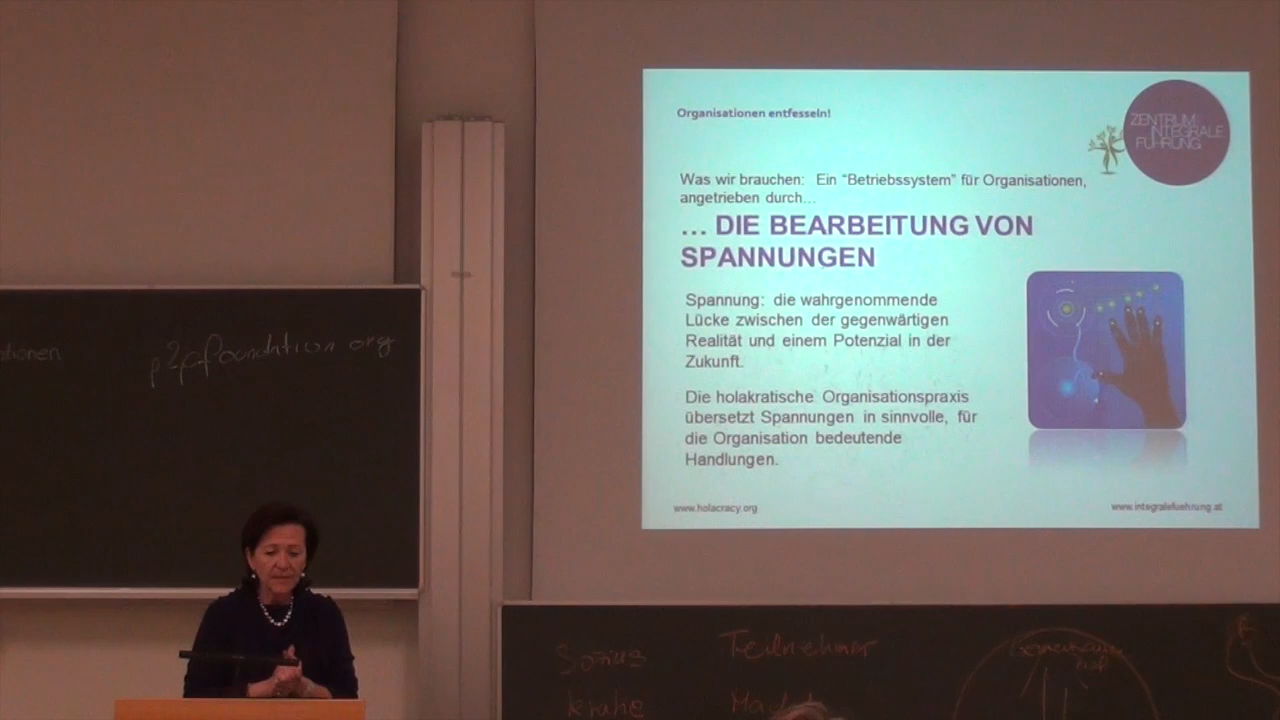 Organisationen entfesseln!
ZENTRUM
INTEGRALE
FÜHRUNG
Was wir brauchen: Ein “Betriebssystem” für Organisationen,
angetrieben durch…
… DIE BEARBEITUNG VON
SPANNUNGEN
Spannung: die wahrgenommende
Lücke zwischen der gegenwärtigen
Realität und einem Potenzial in der
Zukunft.
Die holakratische Organisationspraxis
übersetzt Spannungen in sinnvolle, für
die Organisation bedeutende
Handlungen.
www.holacracy.org
www.integralefuehrung.at
p2pfoundation org
Teilnehmer